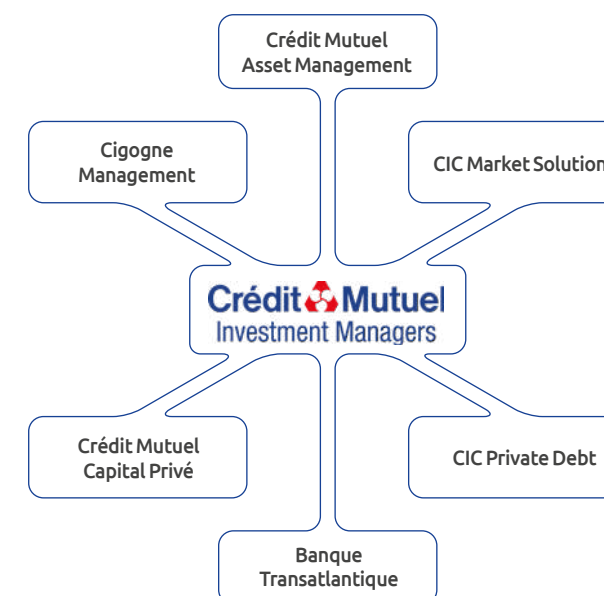 Crédit Mutuel
Asset Management
Cigogne
Management
CIC Market Solution
Crédit Mutuel
Investment Managers
Crédit Mutuel
Capital Privé
CIC Private Debt
Banque
Transatlantique